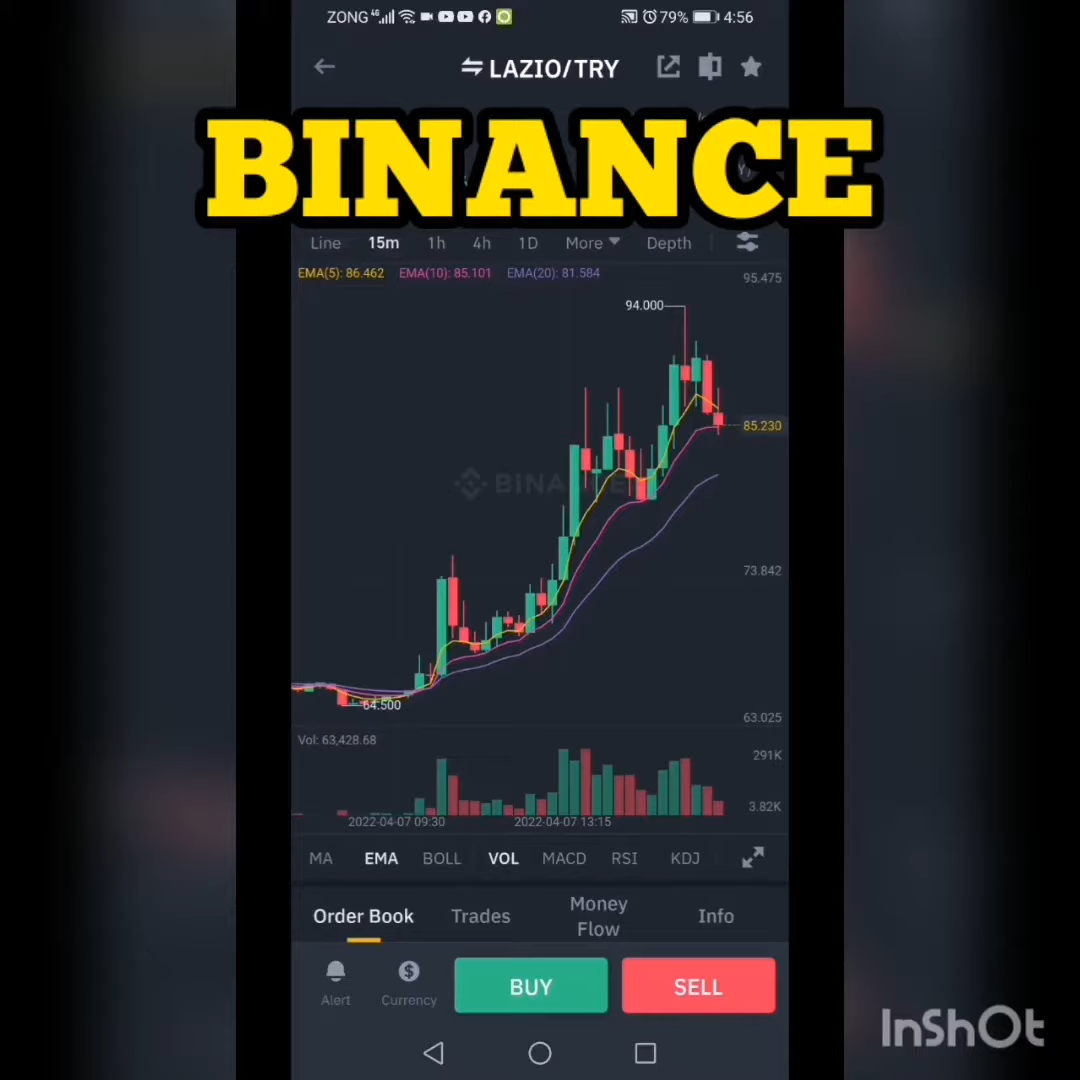 ZONG 4G 79% 4:56
LAZIO/TRY
BINANCE
Line 15m 1h 4h 1D More Depth
EMA(5): 86.462 EMA(10): 85.101 EMA(20): 81.584
95.475
94.000
85.230
BINANCE
73.842
64.500
63.025
Vol: 63,428.68
291K
3.82K
2022-04-07 09:30 2022-04-07 13:15
MA EMA BOLL VOL MACD RSI KDJ
Order Book Trades Money Flow Info
Alert Currency BUY SELL
InShOt